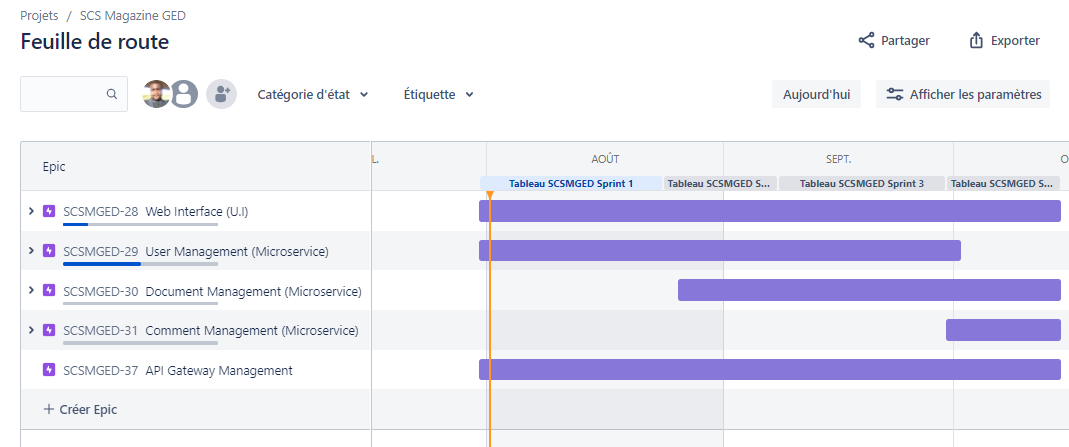 Projets / SCS Magazine GED
Feuille de route
Partager
Exporter
Catégorie d'état
Étiquette
Aujourd'hui
Afficher les paramètres
Epic
L.
AOÛT
SEPT.
O
Tableau SCSMGED Sprint 1
Tableau SCSMGED S...
Tableau SCSMGED Sprint 3
Tableau SCSMGED S...
SCSMGED-28 Web Interface (U.I)
SCSMGED-29 User Management (Microservice)
SCSMGED-30 Document Management (Microservice)
SCSMGED-31 Comment Management (Microservice)
SCSMGED-37 API Gateway Management
+ Créer Epic